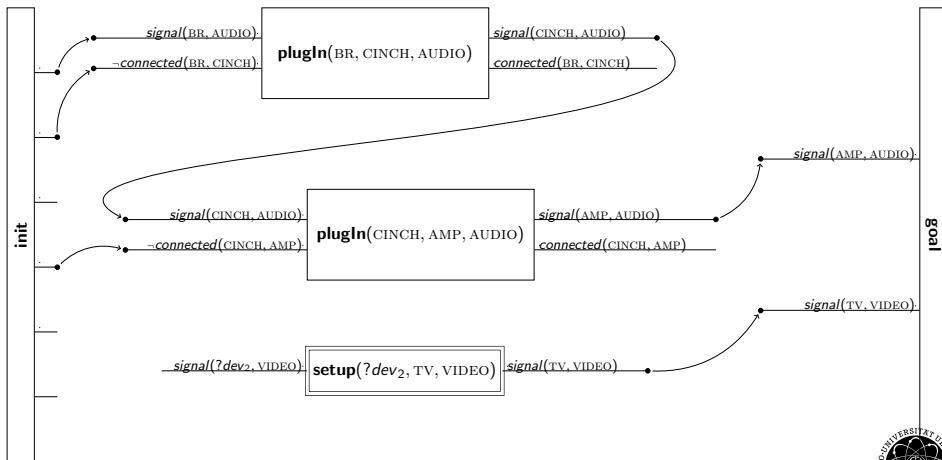 signal(BR, AUDIO)
¬connected(BR, CINCH)
plugIn(BR, CINCH, AUDIO)
signal(CINCH, AUDIO)
connected(BR, CINCH)
signal(AMP, AUDIO)
init
signal(CINCH, AUDIO)
¬connected(CINCH, AMP)
plugIn(CINCH, AMP, AUDIO)
signal(AMP, AUDIO)
connected(CINCH, AMP)
goal
signal(TV, VIDEO)
signal(?dev₂, VIDEO)
setup(?dev₂, TV, VIDEO)
signal(TV, VIDEO)